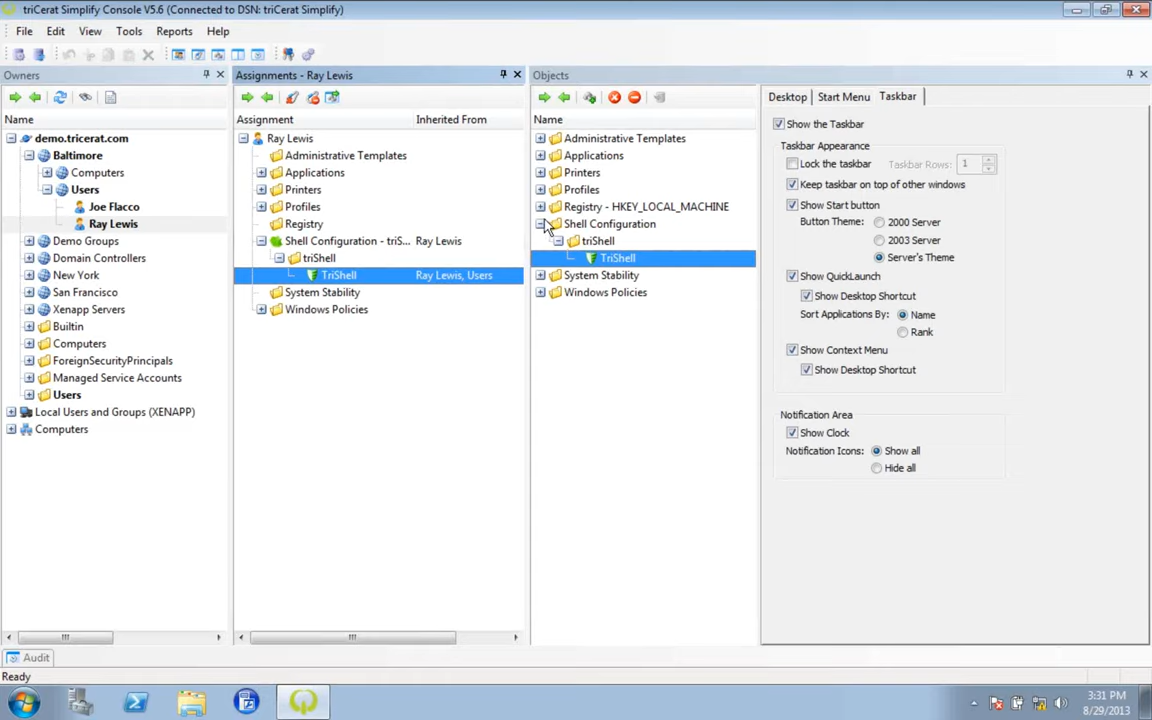 triCerat Simplify Console V5.6 (Connected to DSN: triCerat Simplify)
File Edit View Tools Reports Help
Owners
Name
demo.tricerat.com
Baltimore
Computers
Users
Joe Flacco
Ray Lewis
Demo Groups
Domain Controllers
New York
San Francisco
Xenapp Servers
Builtin
Computers
ForeignSecurityPrincipals
Managed Service Accounts
Users
Local Users and Groups (XENAPP)
Computers
Assignments - Ray Lewis
Assignment Inherited From
Ray Lewis
Administrative Templates
Applications
Printers
Profiles
Registry
Shell Configuration - triS... Ray Lewis
triShell
TriShell Ray Lewis, Users
System Stability
Windows Policies
Objects
Name
Administrative Templates
Applications
Printers
Profiles
Registry - HKEY_LOCAL_MACHINE
Shell Configuration
triShell
TriShell
System Stability
Windows Policies
Desktop Start Menu Taskbar
Show the Taskbar
Taskbar Appearance
Lock the taskbar Taskbar Rows: 1
Keep taskbar on top of other windows
Show Start button
Button Theme: 2000 Server
2003 Server
Server's Theme
Show QuickLaunch
Show Desktop Shortcut
Sort Applications By: Name
Rank
Show Context Menu
Show Desktop Shortcut
Notification Area
Show Clock
Notification Icons: Show all
Hide all
Audit
Ready
3:31 PM
8/29/2013